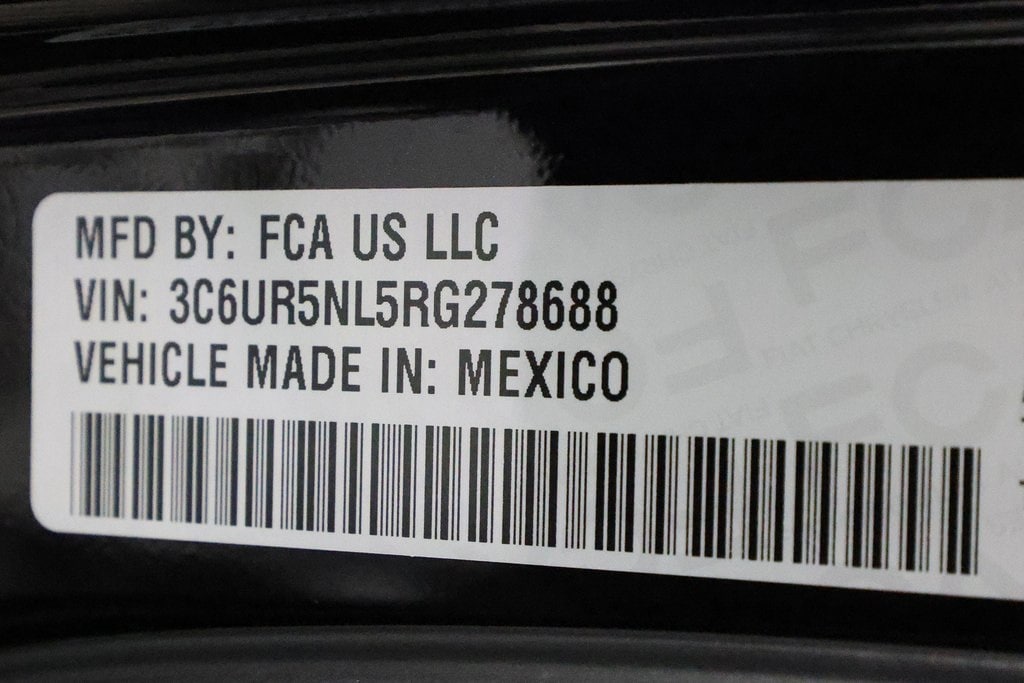 MFD BY: FCA US LLC
VIN: 3C6UR5NL5RG278688
VEHICLE MADE IN: MEXICO